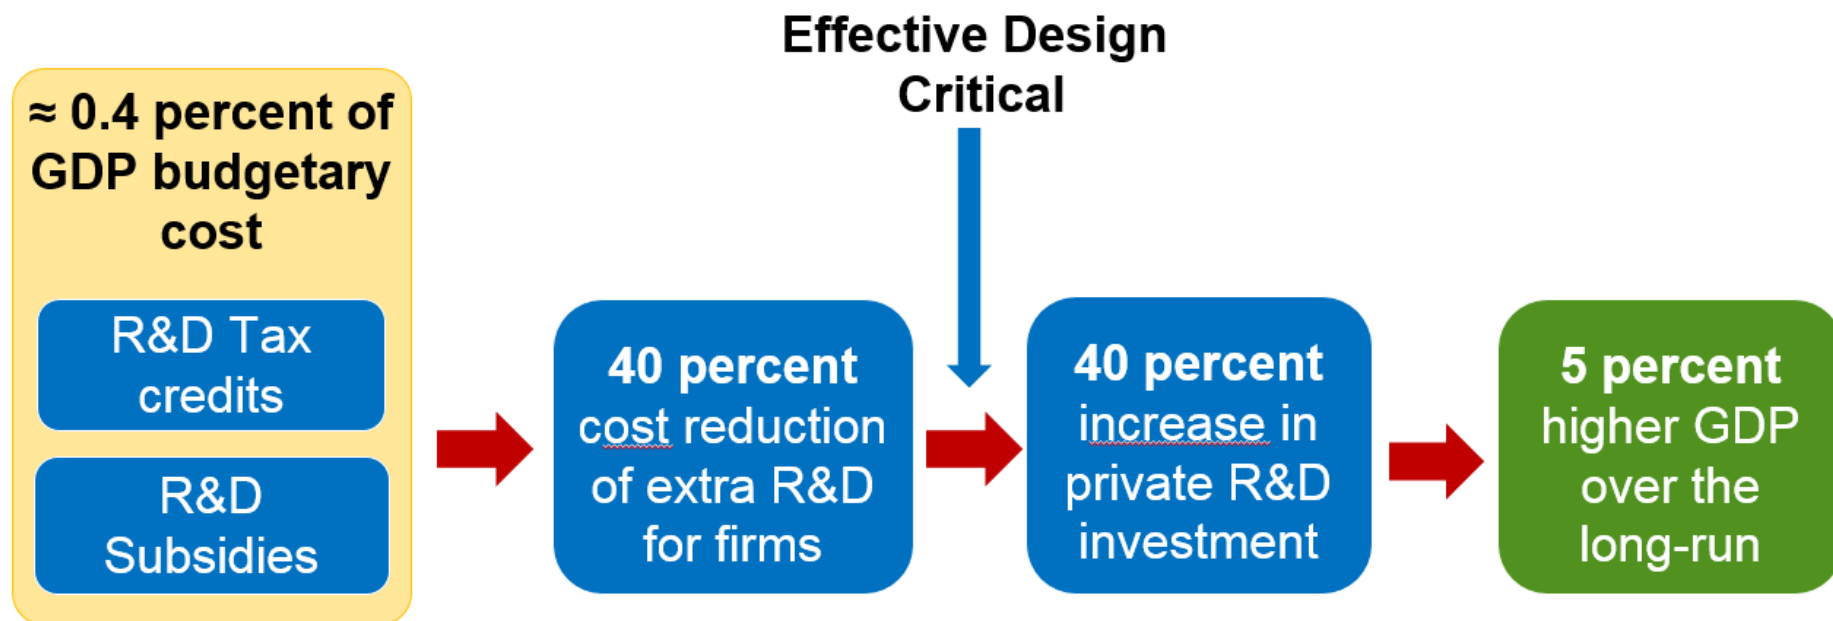 Effective Design
Critical
≈ 0.4 percent of
GDP budgetary
cost
R&D Tax
credits
R&D
Subsidies
40 percent
cost reduction
of extra R&D
for firms
40 percent
increase in
private R&D
investment
5 percent
higher GDP
over the
long-run